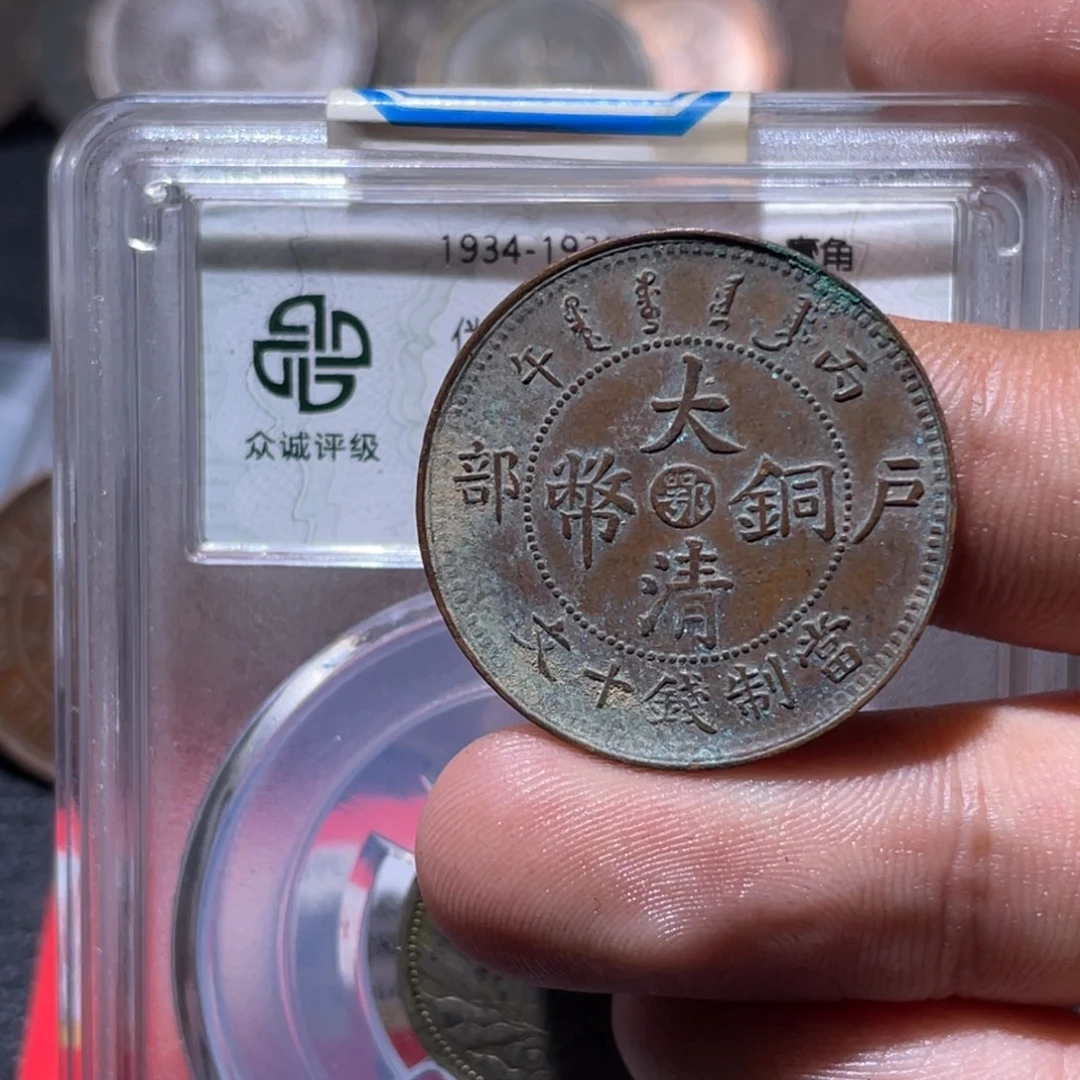 1934-193
壹角
众诚评级
丙午
大清銅幣
鄂
戶部
當制錢十文